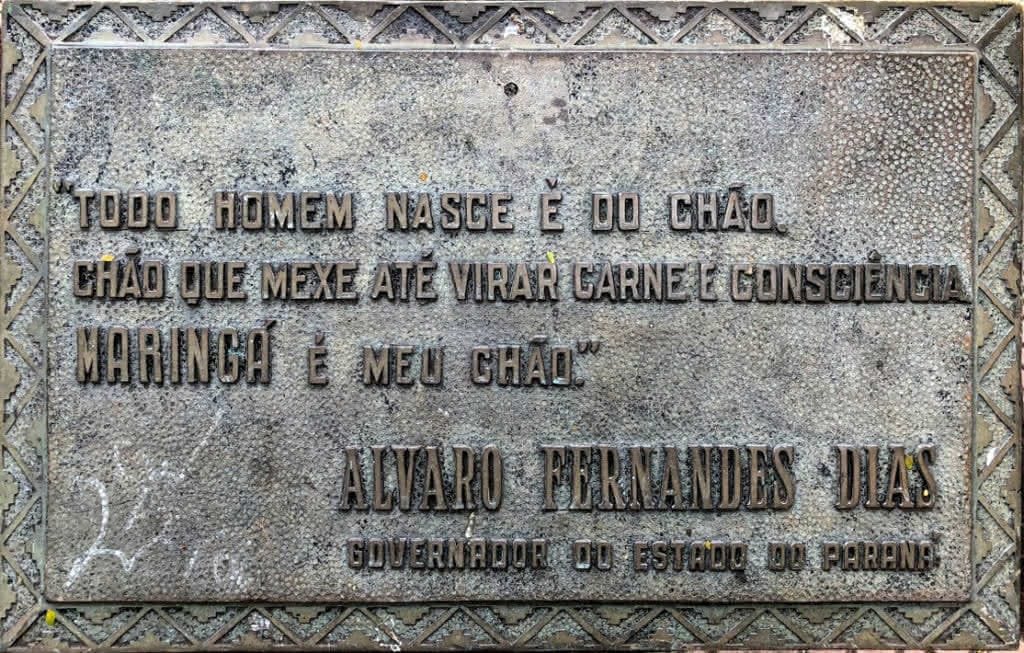 "TODO HOMEM NASCE É DO CHÃO.
CHÃO QUE MEXE ATÉ VIRAR CARNE E CONSCIÊNCIA
MARINGÁ É MEU CHÃO."
ALVARO FERNANDES DIAS
GOVERNADOR DO ESTADO DO PARANÁ